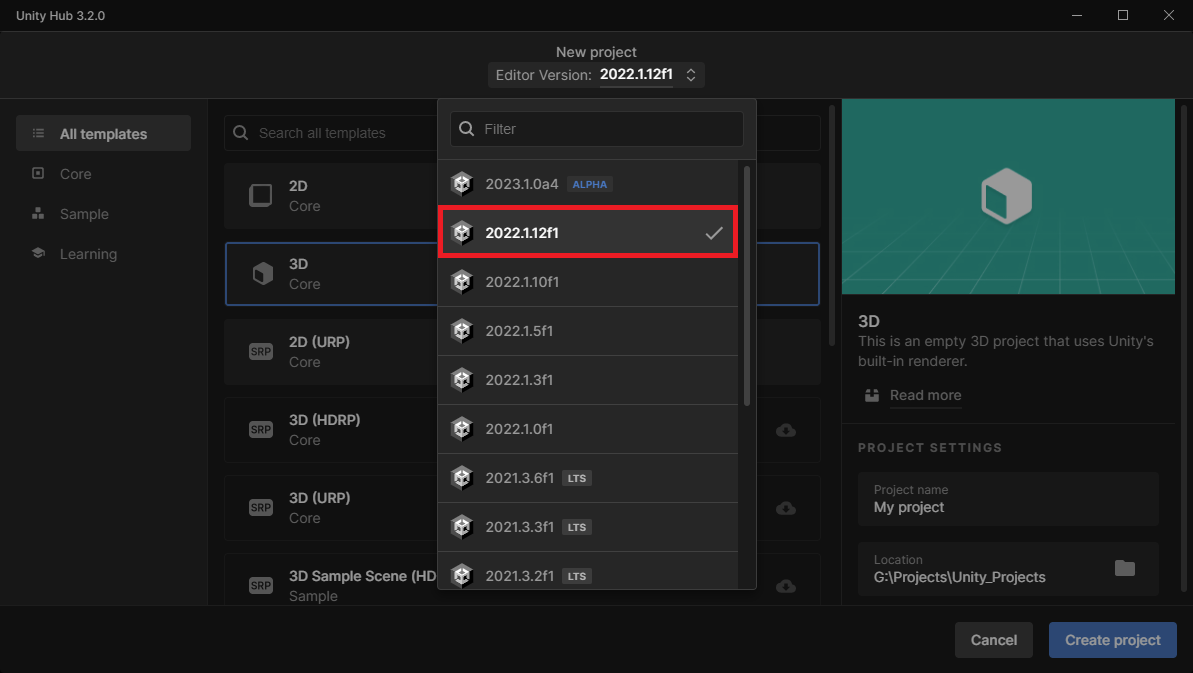 Unity Hub 3.2.0
New project
Editor Version: 2022.1.12f1
All templates
Core
Sample
Learning
Search all templates
2D
Core
3D
Core
SRP
2D (URP)
Core
SRP
3D (HDRP)
Core
SRP
3D (URP)
Core
SRP
3D Sample Scene (HD
Sample
Filter
2023.1.0a4 ALPHA
2022.1.12f1
2022.1.10f1
2022.1.5f1
2022.1.3f1
2022.1.0f1
2021.3.6f1 LTS
2021.3.3f1 LTS
2021.3.2f1 LTS
3D
This is an empty 3D project that uses Unity's
built-in renderer.
Read more
PROJECT SETTINGS
Project name
My project
Location
G:\Projects\Unity_Projects
Cancel
Create project